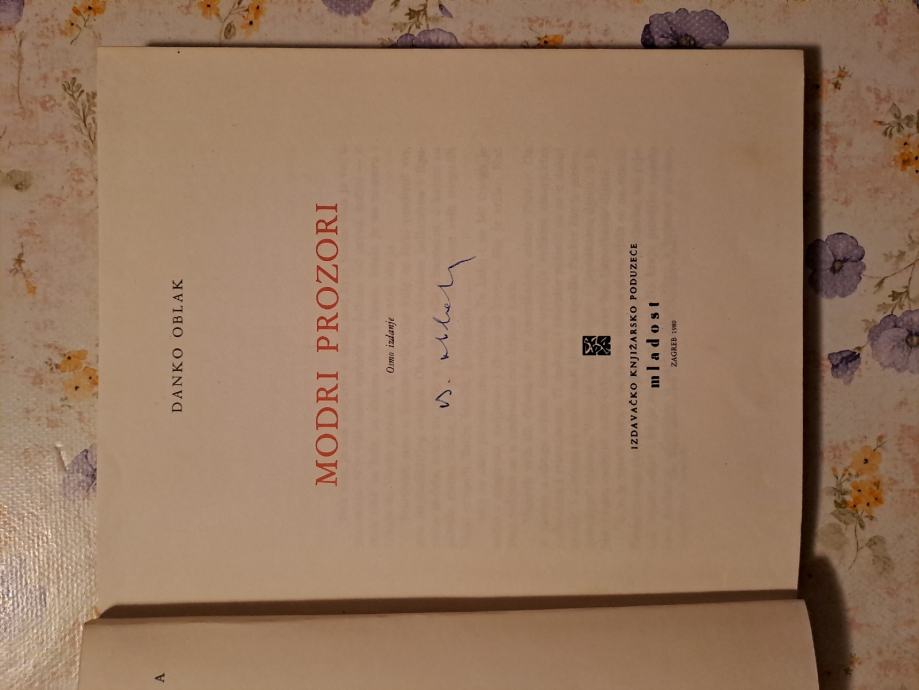 DANKO OBLAK
MODRI PROZORI
Osmo izdanje
IZDAVAČKO KNJIŽARSKO PODUZEĆE
mladost
ZAGREB 1980
A